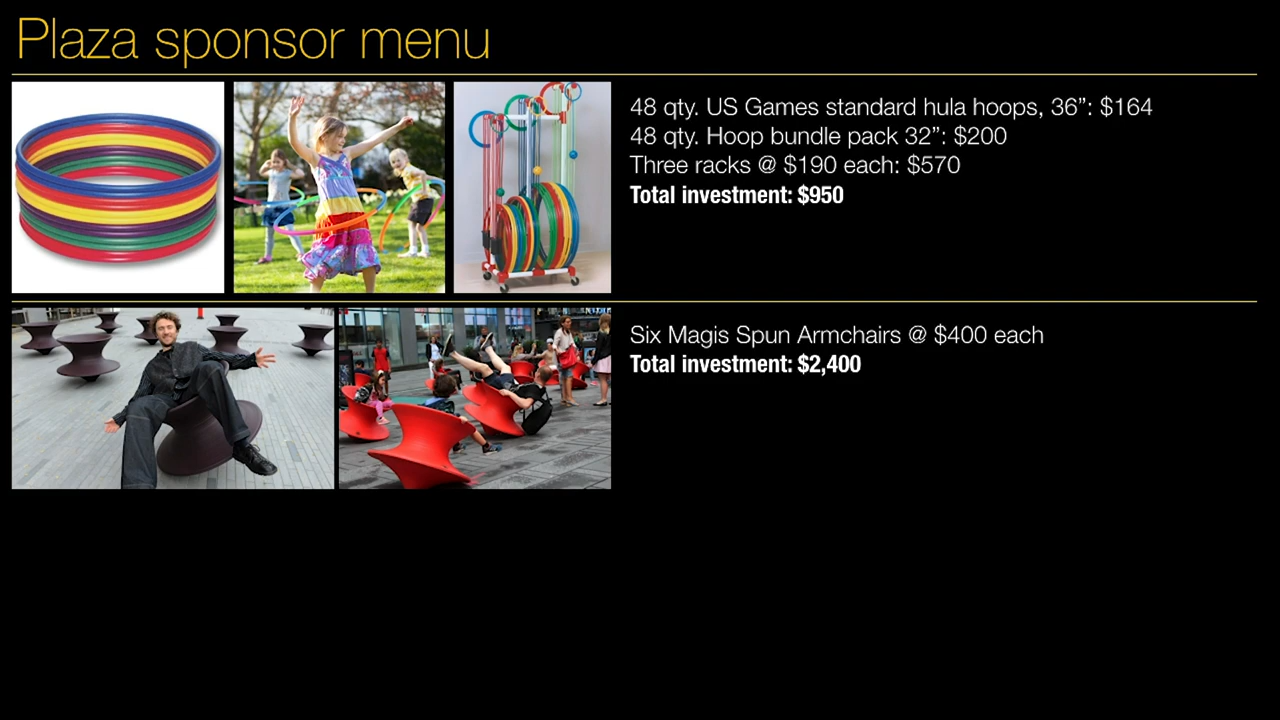 Plaza sponsor menu
48 qty. US Games standard hula hoops, 36”: $164
48 qty. Hoop bundle pack 32”: $200
Three racks @ $190 each: $570
Total investment: $950
Six Magis Spun Armchairs @ $400 each
Total investment: $2,400